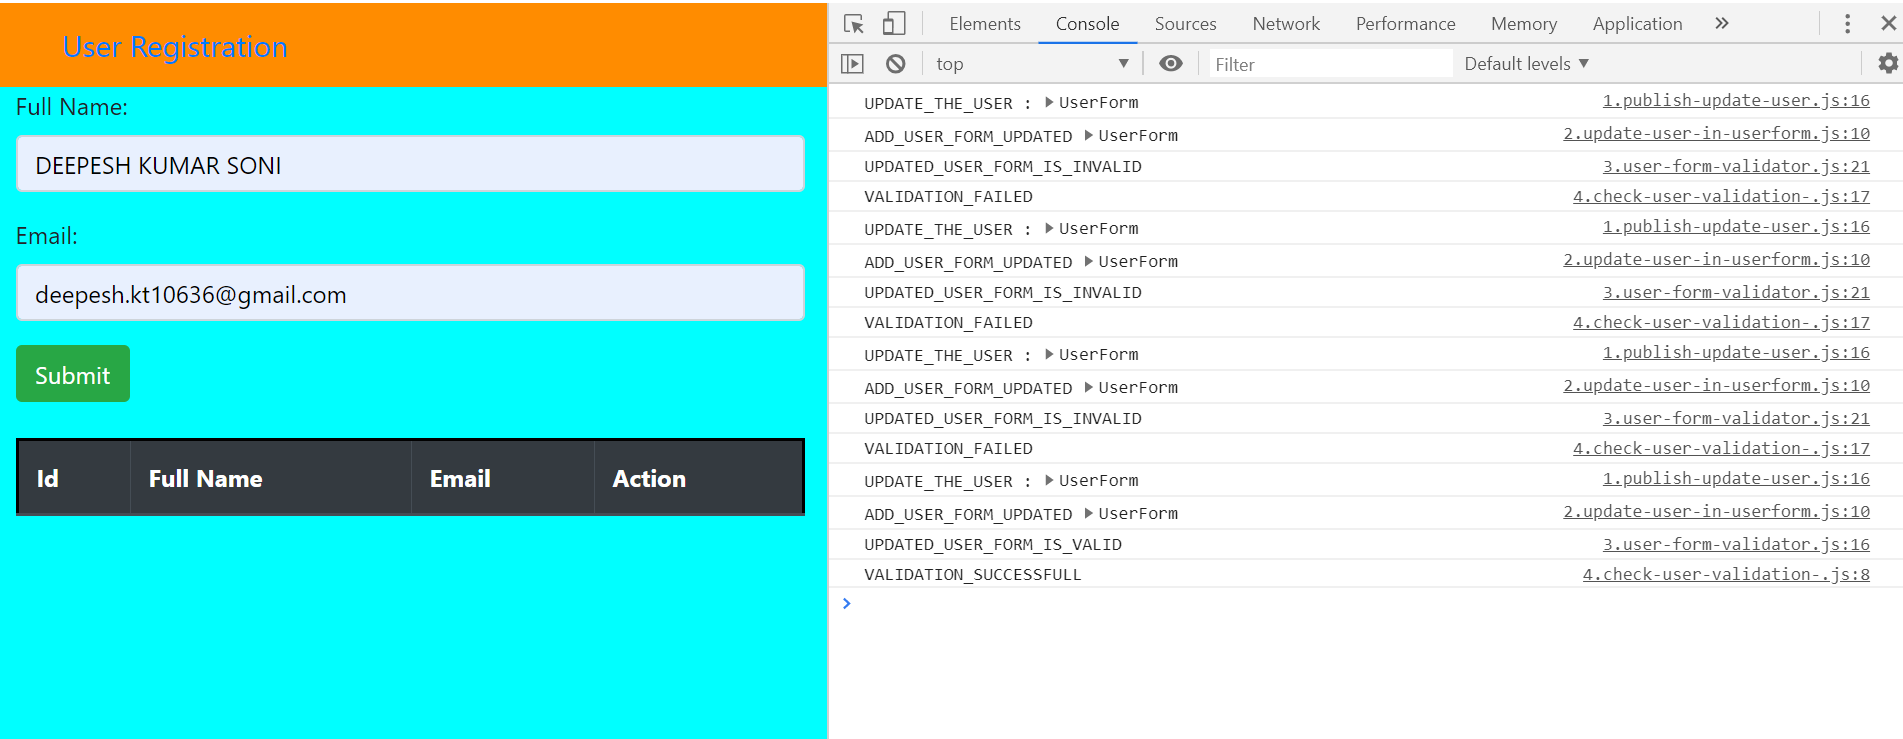 User Registration
Full Name:
DEEPESH KUMAR SONI
Email:
deepesh.kt10636@gmail.com
Submit
Id Full Name Email Action
Elements Console Sources Network Performance Memory Application
top Filter Default levels
UPDATE_THE_USER : UserForm 1.publish-update-user.js:16
ADD_USER_FORM_UPDATED UserForm 2.update-user-in-userform.js:10
UPDATED_USER_FORM_IS_INVALID 3.user-form-validator.js:21
VALIDATION_FAILED 4.check-user-validation-.js:17
UPDATE_THE_USER : UserForm 1.publish-update-user.js:16
ADD_USER_FORM_UPDATED UserForm 2.update-user-in-userform.js:10
UPDATED_USER_FORM_IS_INVALID 3.user-form-validator.js:21
VALIDATION_FAILED 4.check-user-validation-.js:17
UPDATE_THE_USER : UserForm 1.publish-update-user.js:16
ADD_USER_FORM_UPDATED UserForm 2.update-user-in-userform.js:10
UPDATED_USER_FORM_IS_INVALID 3.user-form-validator.js:21
VALIDATION_FAILED 4.check-user-validation-.js:17
UPDATE_THE_USER : UserForm 1.publish-update-user.js:16
ADD_USER_FORM_UPDATED UserForm 2.update-user-in-userform.js:10
UPDATED_USER_FORM_IS_VALID 3.user-form-validator.js:16
VALIDATION_SUCCESSFULL 4.check-user-validation-.js:8